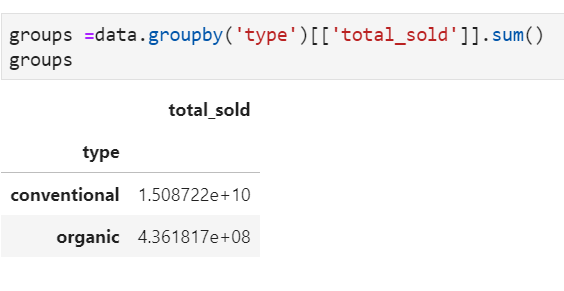 groups =data.groupby('type')[['total_sold']].sum()
groups
total_sold
type
conventional 1.508722e+10
organic 4.361817e+08